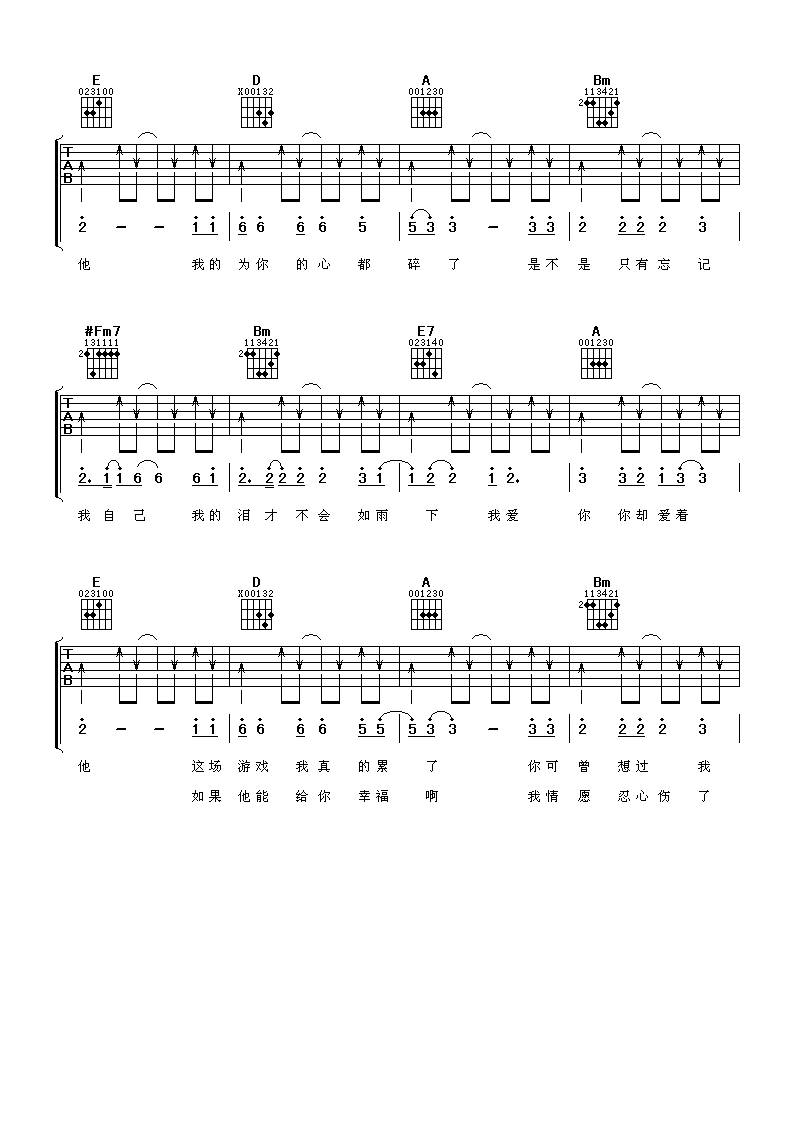 E D A Bm
023100 X00132 001230 113421
2
T
A
B
2 - - 1 1 6 6 6 6 5 5 3 3 - 3 3 2 2 2 2 3
他 我的 为你 的心 都 碎 了 是不 是 只有忘 记
#Fm7 Bm E7 A
131111 113421 023140 001230
2 2
T
A
B
2. 1 1 6 6 6 1 2. 2 2 2 2 3 1 1 2 2 1 2. 3 3 2 1 3 3
我 自 己 我的 泪才 不会 如雨 下 我爱 你 你却爱着
E D A Bm
023100 X00132 001230 113421
2
T
A
B
2 - - 1 1 6 6 6 6 5 5 5 3 3 - 3 3 2 2 2 2 3
他 这场 游戏 我真 的累 了 你可 曾 想过 我
如果 他能 给你 幸福 啊 我情 愿 忍心伤 了